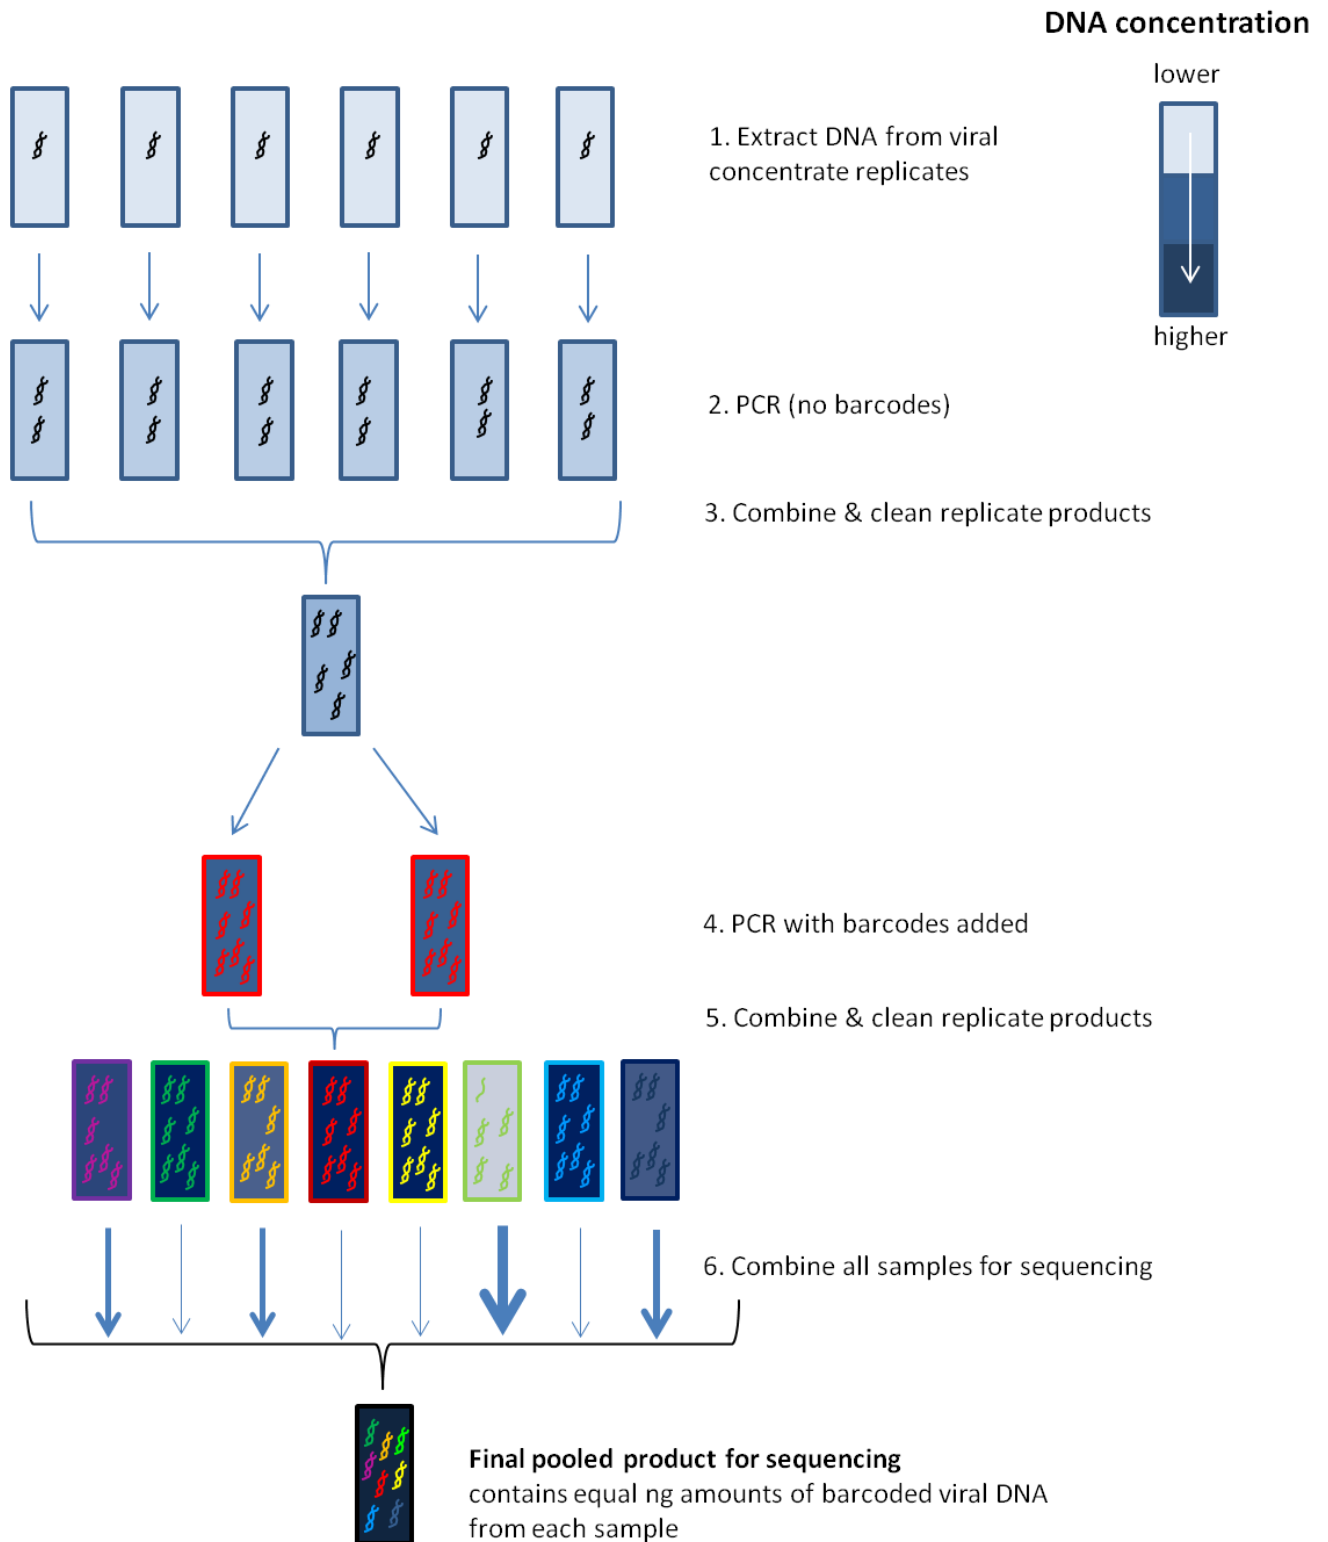 DNA concentration
lower
higher
1. Extract DNA from viral
concentrate replicates
2. PCR (no barcodes)
3. Combine & clean replicate products
4. PCR with barcodes added
5. Combine & clean replicate products
6. Combine all samples for sequencing
Final pooled product for sequencing
contains equal ng amounts of barcoded viral DNA
from each sample